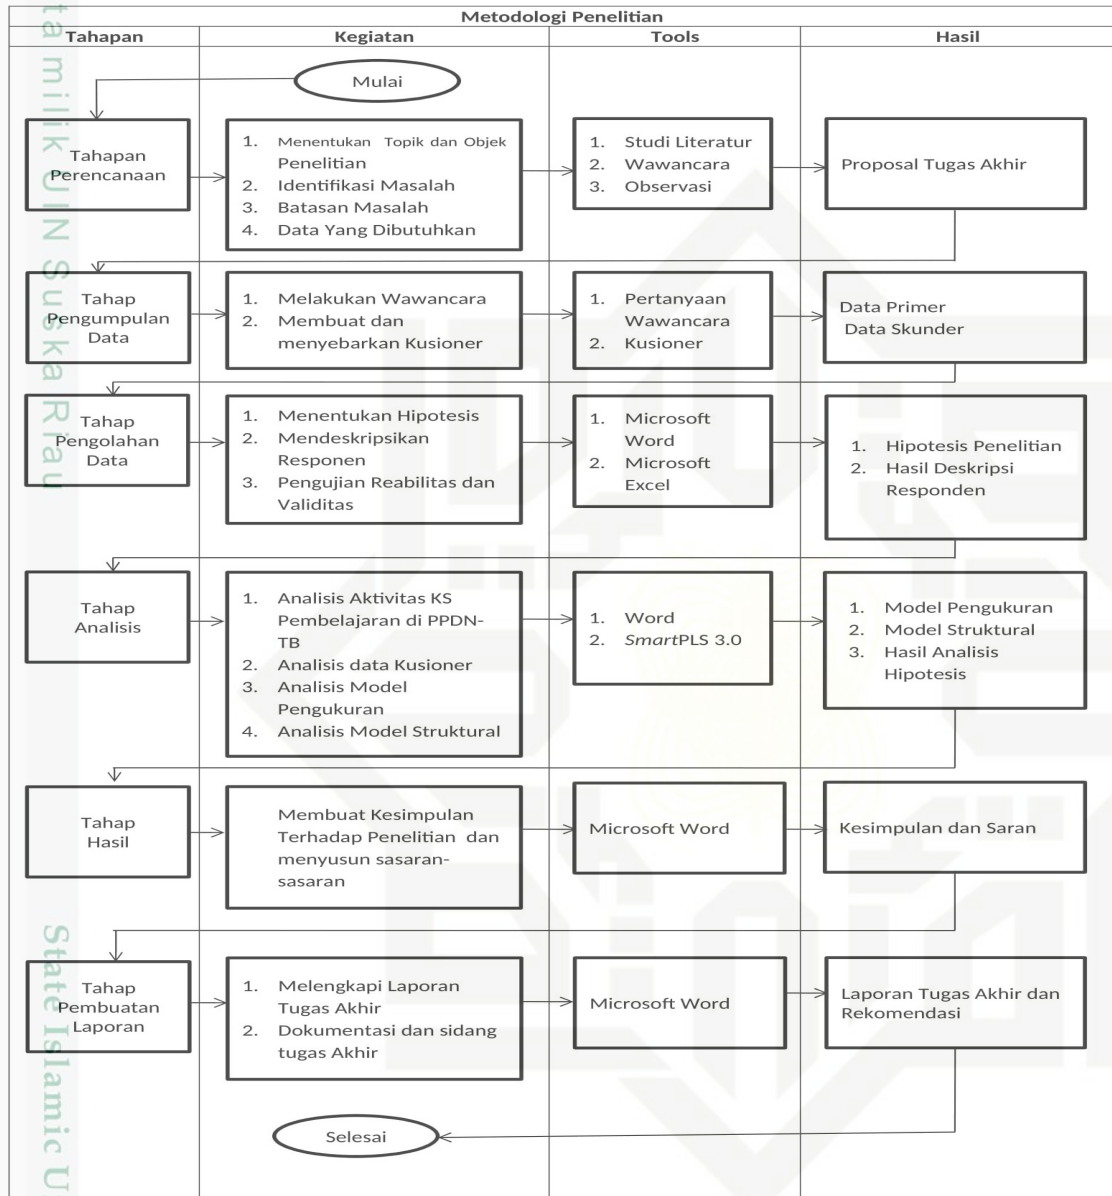 Metodologi Penelitian
Tahapan
Kegiatan
Tools
Hasil
Mulai
Tahapan
Perencanaan
1. Menentukan Topik dan Objek
Penelitian
2. Identifikasi Masalah
3. Batasan Masalah
4. Data Yang Dibutuhkan
1. Studi Literatur
2. Wawancara
3. Observasi
Proposal Tugas Akhir
Tahap
Pengumpulan
Data
1. Melakukan Wawancara
2. Membuat dan
menyebarkan Kusioner
1. Pertanyaan
Wawancara
2. Kusioner
Data Primer
Data Skunder
Tahap
Pengolahan
Data
1. Menentukan Hipotesis
2. Mendeskripsikan
Responen
3. Pengujian Reabilitas dan
Validitas
1. Microsoft
Word
2. Microsoft
Excel
1. Hipotesis Penelitian
2. Hasil Deskripsi
Responden
Tahap
Analisis
1. Analisis Aktivitas KS
Pembelajaran di PPDN-
TB
2. Analisis data Kusioner
3. Analisis Model
Pengukuran
4. Analisis Model Struktural
1. Word
2. SmartPLS 3.0
1. Model Pengukuran
2. Model Struktural
3. Hasil Analisis
Hipotesis
Tahap
Hasil
Membuat Kesimpulan
Terhadap Penelitian dan
menyusun sasaran-
sasaran
Microsoft Word
Kesimpulan dan Saran
Tahap
Pembuatan
Laporan
1. Melengkapi Laporan
Tugas Akhir
2. Dokumentasi dan sidang
tugas Akhir
Microsoft Word
Laporan Tugas Akhir dan
Rekomendasi
Selesai
ta milik UIN Suska Riau
State Islamic U